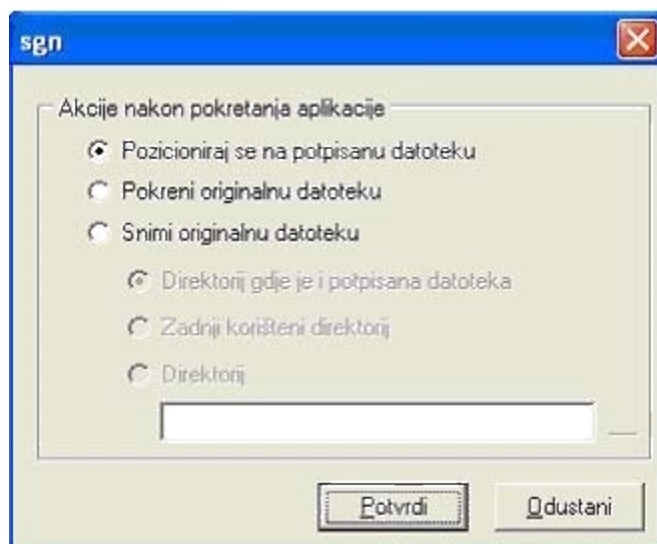 sgn
Akcije nakon pokretanja aplikacije
Pozicioniraj se na potpisanu datoteku
Pokreni originalnu datoteku
Snimi originalnu datoteku
Direktorij gdje je i potpisana datoteka
Zadnji korišteni direktorij
Direktorij
Potvrdi Odustani